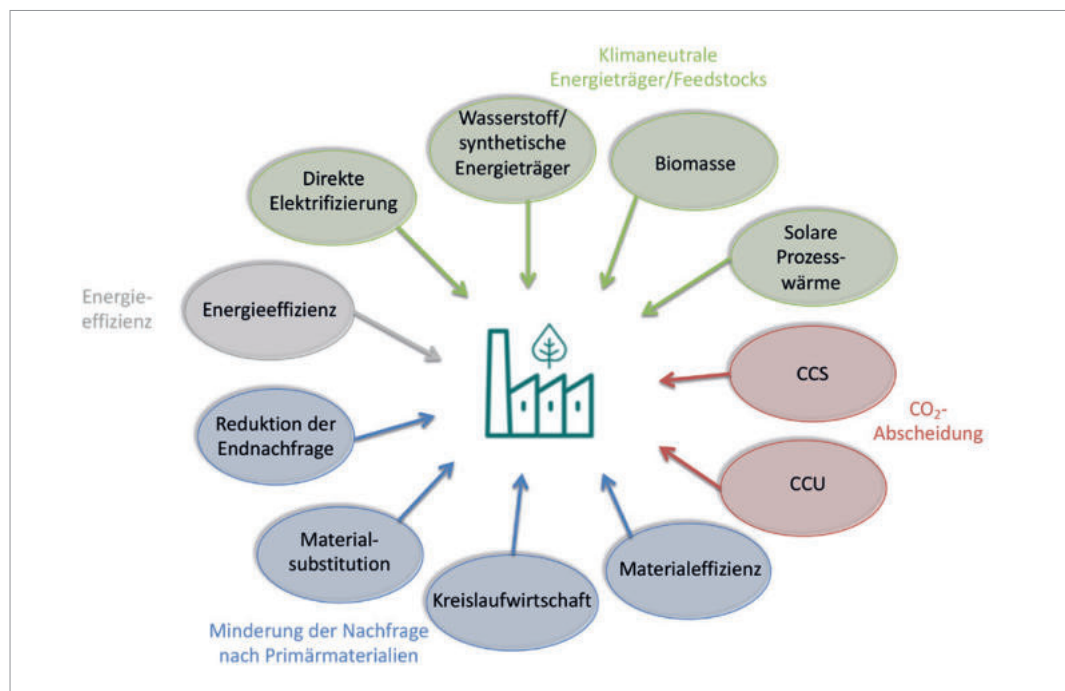 Klimaneutrale
Energieträger/Feedstocks
Wasserstoff/
synthetische
Energieträger
Biomasse
Direkte
Elektrifizierung
Solare
Prozess-
wärme
Energie-
effizienz
Energieeffizienz
CCS
CO₂-
Abscheidung
Reduktion der
Endnachfrage
CCU
Material-
substitution
Kreislaufwirtschaft
Materialeffizienz
Minderung der Nachfrage
nach Primärmaterialien